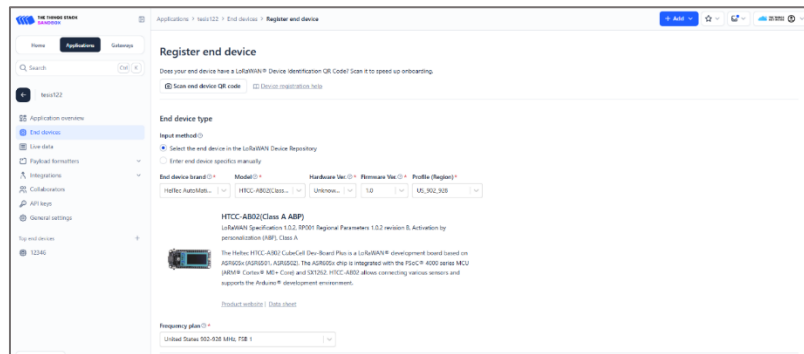 THE THINGS STACK
SANDBOX
Applications > tesis122 > End devices > Register end device
+ Add
Home
Applications
Gateways
Search
Ctrl K
tesis122
Application overview
End devices
Live data
Payload formatters
Integrations
Collaborators
API keys
General settings
Top end devices
12346
Register end device
Does your end device have a LoRaWAN® Device Identification QR Code? Scan it to speed up onboarding.
Scan end device QR code
Device registration help
End device type
Input method
Select the end device in the LoRaWAN Device Repository
Enter end device specifics manually
End device brand * Model * Hardware Ver. * Firmware Ver. * Profile (Region) *
Heltec AutoMati... HTCC-AB02(Class... Unknow... 1.0 US_902_928
HTCC-AB02(Class A ABP)
LoRaWAN Specification 1.0.2, RP001 Regional Parameters 1.0.2 revision B, Activation by
personalization (ABP), Class A
The Heltec HTCC-AB02 CubeCell Dev-Board Plus is a LoRaWAN® development board based on
ASR605x (ASR6501, ASR6502). The ASR605x chip is integrated with the PSoC® 4000 series MCU
(ARM® Cortex® M0+ Core) and SX1262. HTCC-AB02 allows connecting various sensors and
supports the Arduino® development environment.
Product website | Data sheet
Frequency plan *
United States 902-928 MHz, FSB 1